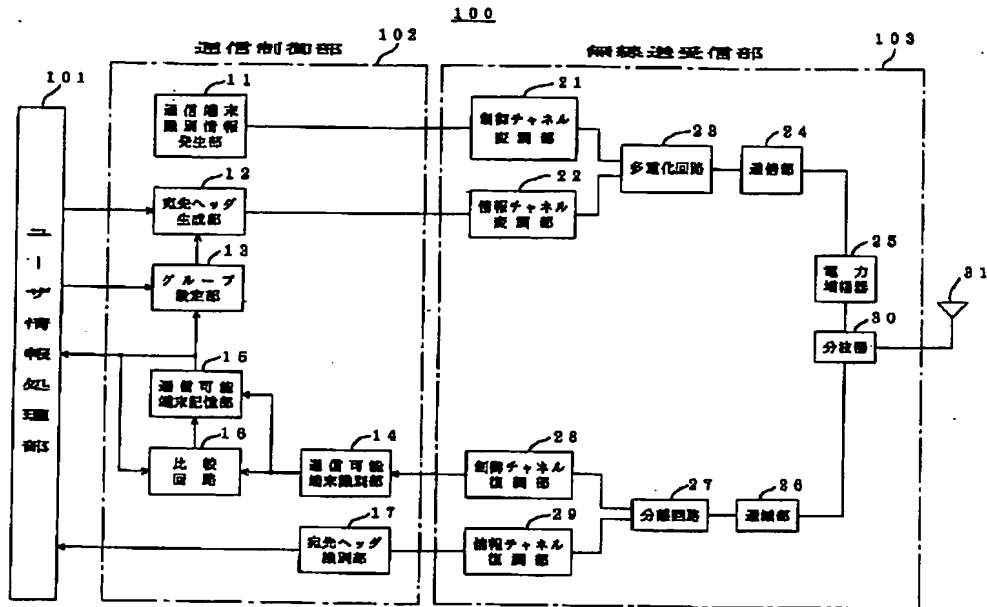 100
通信制御部
102
無線送受信部
103
101
ユーザ情報処理部
11
通信端末
識別情報
発生部
12
宛先ヘッダ
生成部
13
グループ
設定部
15
通信可能
端末記憶部
16
比較
回路
14
通信可能
端末識別部
17
宛先ヘッダ
識別部
21
制御チャネル
変調部
22
情報チャネル
変調部
23
多重化回路
24
送信部
25
電力
増幅器
30
分波器
31
28
制御チャネル
復調部
29
情報チャネル
復調部
27
分離回路
26